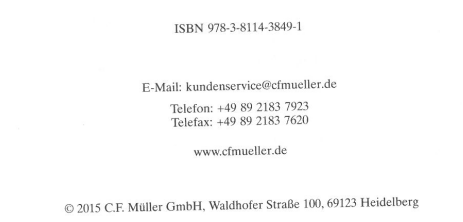 ISBN 978-3-8114-3849-1
E-Mail: kundenservice@cfmueller.de
Telefon: +49 89 2183 7923
Telefax: +49 89 2183 7620
www.cfmueller.de
© 2015 C.F. Müller GmbH, Waldhofer Straße 100, 69123 Heidelberg